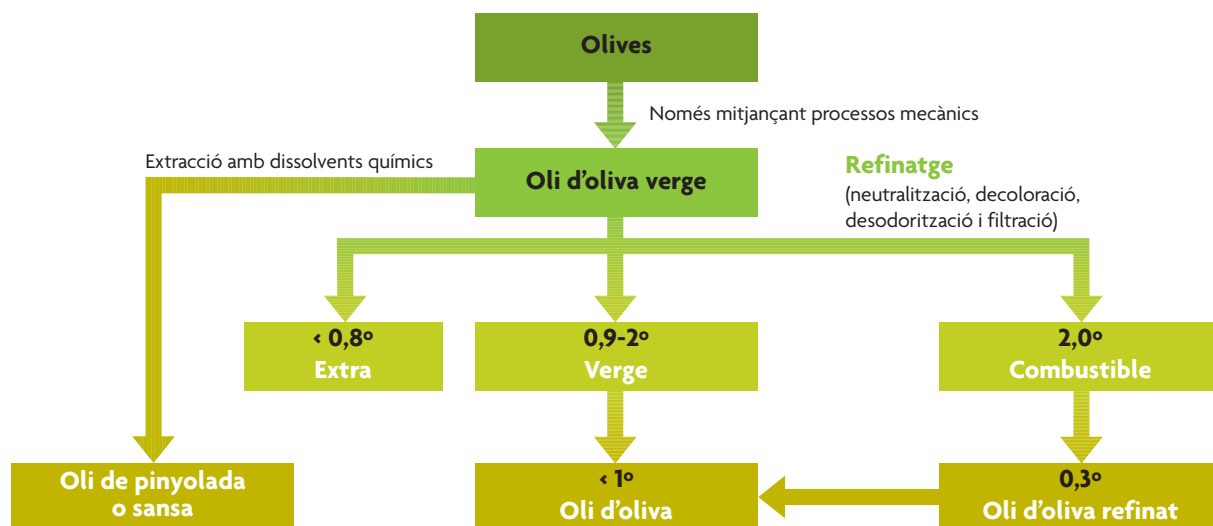 Olives
Només mitjançant processos mecànics
Extracció amb dissolvents químics
Oli d'oliva verge
Refinatge
(neutralització, decoloració,
desodorització i filtració)
‹ 0,8º
Extra
0,9-2º
Verge
2,0º
Combustible
Oli de pinyolada
o sansa
‹ 1º
Oli d'oliva
0,3º
Oli d'oliva refinat